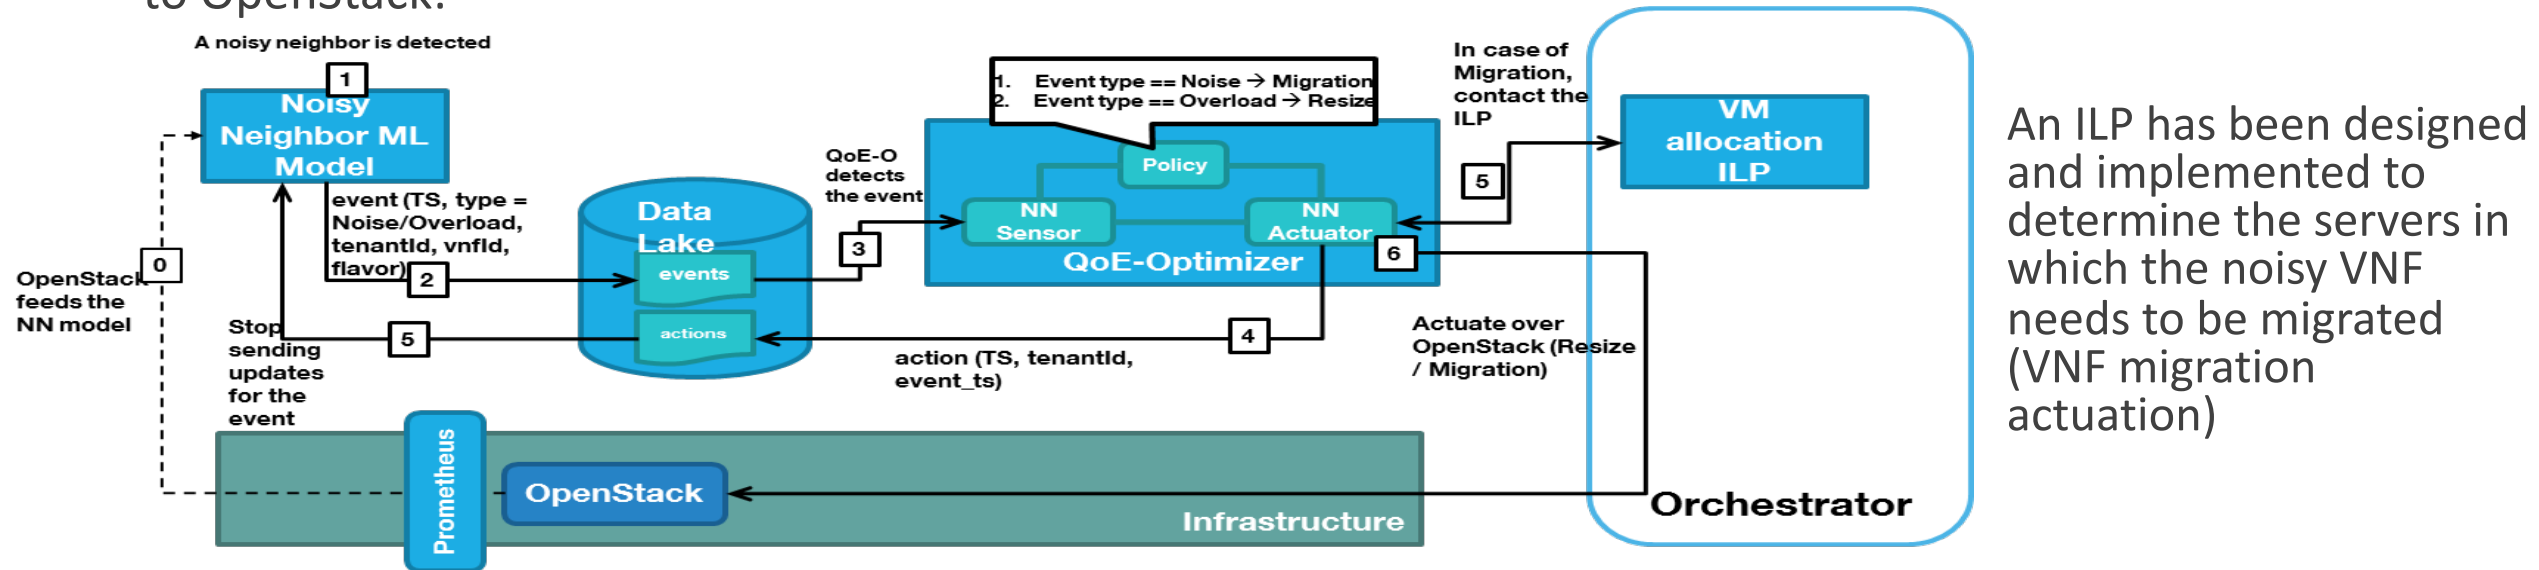 to OpenStack.
A noisy neighbor is detected
1
Noisy
Neighbor ML
Model
event (TS, type =
Noise/Overload,
tenantId, vnfId,
flavor)
2
0
OpenStack
feeds the
NN model
Stop
sending
updates
for the
event
5
Data
Lake
events
actions
QoE-O
detects
the event
3
1. Event type == Noise → Migration
2. Event type == Overload → Resize
Policy
NN
Sensor
NN
Actuator
QoE-Optimizer
6
4
action (TS, tenantId,
event_ts)
In case of
Migration,
contact the
ILP
5
VM
allocation
ILP
Actuate over
OpenStack (Resize
/ Migration)
Orchestrator
Prometheus
OpenStack
Infrastructure
An ILP has been designed
and implemented to
determine the servers in
which the noisy VNF
needs to be migrated
(VNF migration
actuation)